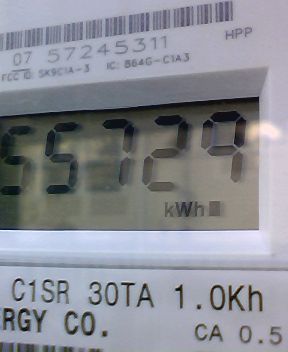 07 57245311
HPP
FCC ID: SK9C1A-3 IC: 864G-C1A3
55729
kWh
C1SR 30TA 1.0Kh
RGY CO.
CA 0.5